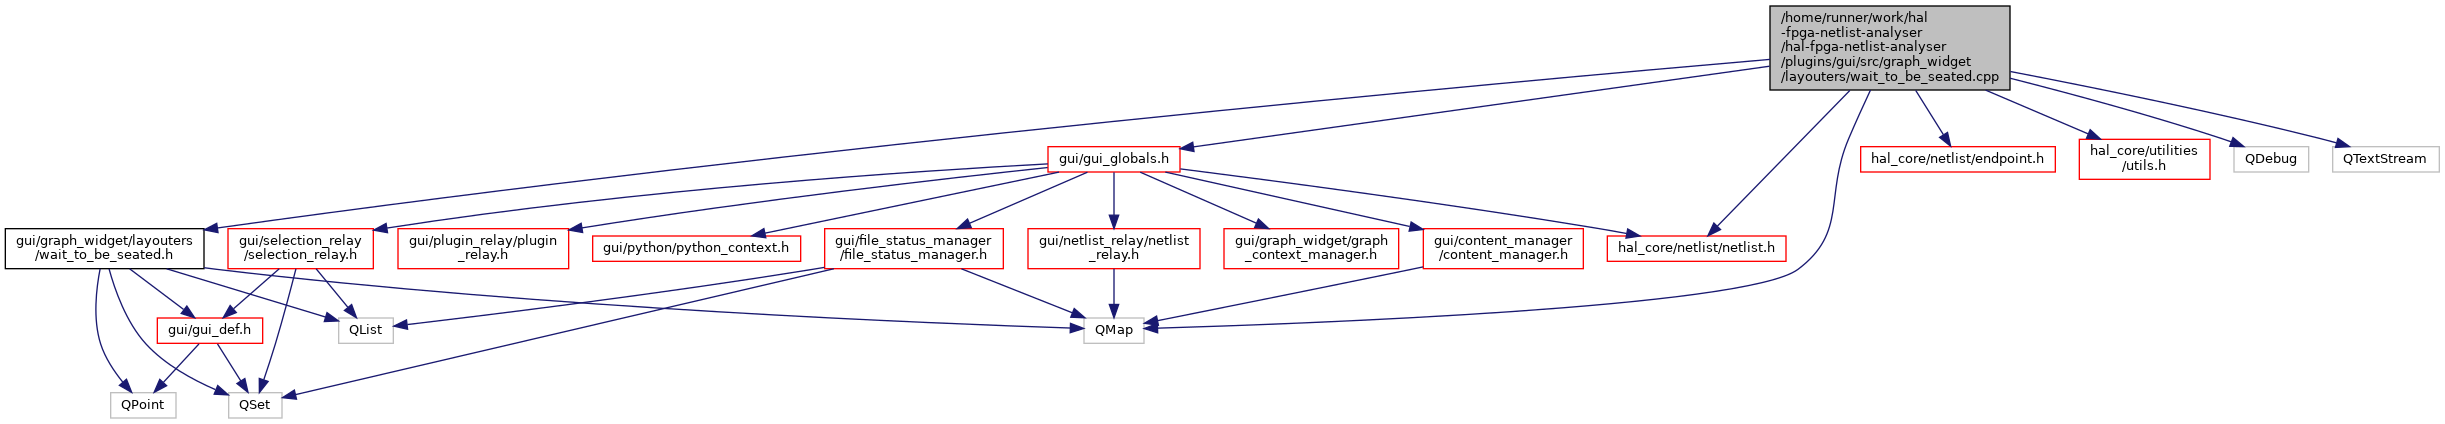 /home/runner/work/hal
-fpga-netlist-analyser
/hal-fpga-netlist-analyser
/plugins/gui/src/graph_widget
/layouters/wait_to_be_seated.cpp
gui/gui_globals.h
hal_core/netlist/endpoint.h
hal_core/utilities
/utils.h
QDebug
QTextStream
gui/graph_widget/layouters
/wait_to_be_seated.h
gui/selection_relay
/selection_relay.h
gui/plugin_relay/plugin
_relay.h
gui/python/python_context.h
gui/file_status_manager
/file_status_manager.h
gui/netlist_relay/netlist
_relay.h
gui/graph_widget/graph
_context_manager.h
gui/content_manager
/content_manager.h
hal_core/netlist/netlist.h
gui/gui_def.h
QList
QMap
QPoint
QSet